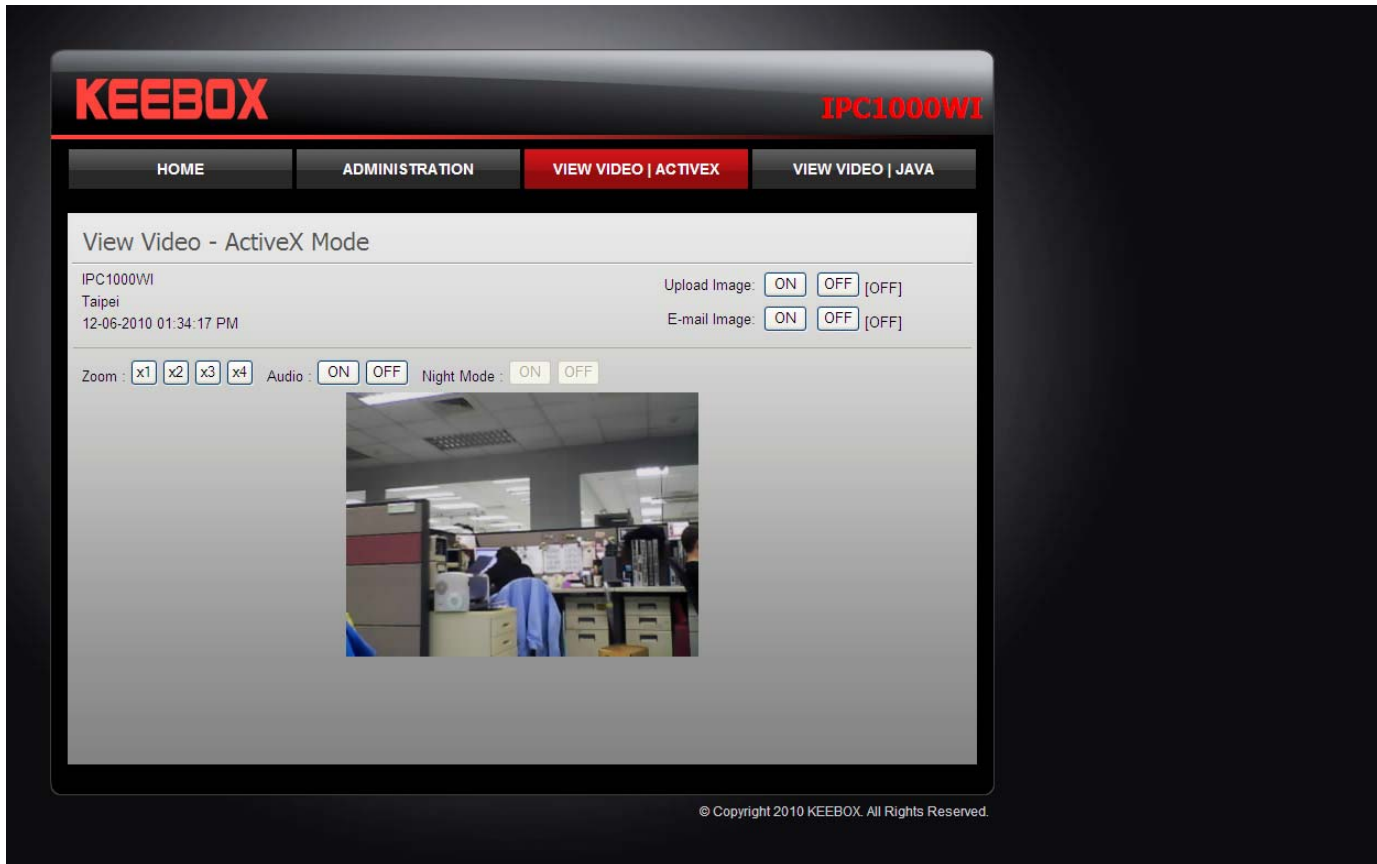 KEEBOX
IPC1000WI
HOME ADMINISTRATION VIEW VIDEO | ACTIVEX VIEW VIDEO | JAVA
View Video - ActiveX Mode
IPC1000WI
Taipei
12-06-2010 01:34:17 PM
Upload Image: ON OFF [OFF]
E-mail Image: ON OFF [OFF]
Zoom : x1 x2 x3 x4 Audio : ON OFF Night Mode : ON OFF
© Copyright 2010 KEEBOX. All Rights Reserved.